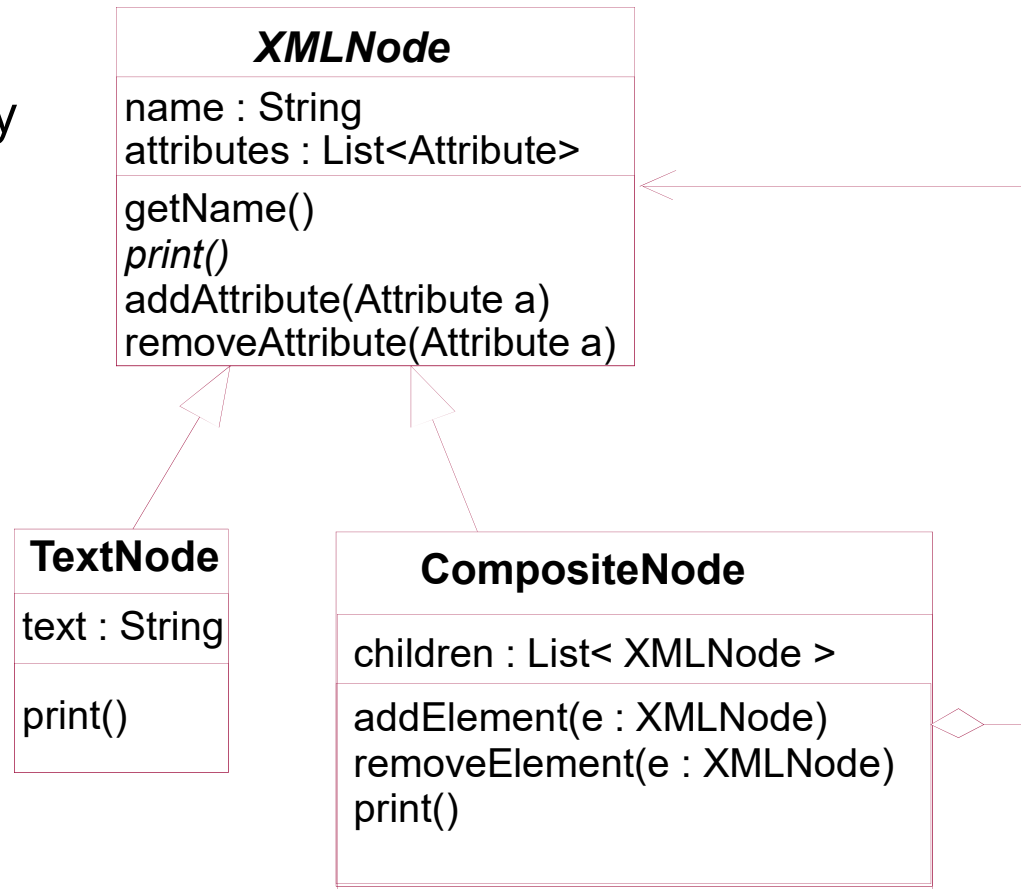 XMLNode
y
name : String
attributes : List<Attribute>
getName()
print()
addAttribute(Attribute a)
removeAttribute(Attribute a)
TextNode
text : String
print()
CompositeNode
children : List< XMLNode >
addElement(e : XMLNode)
removeElement(e : XMLNode)
print()